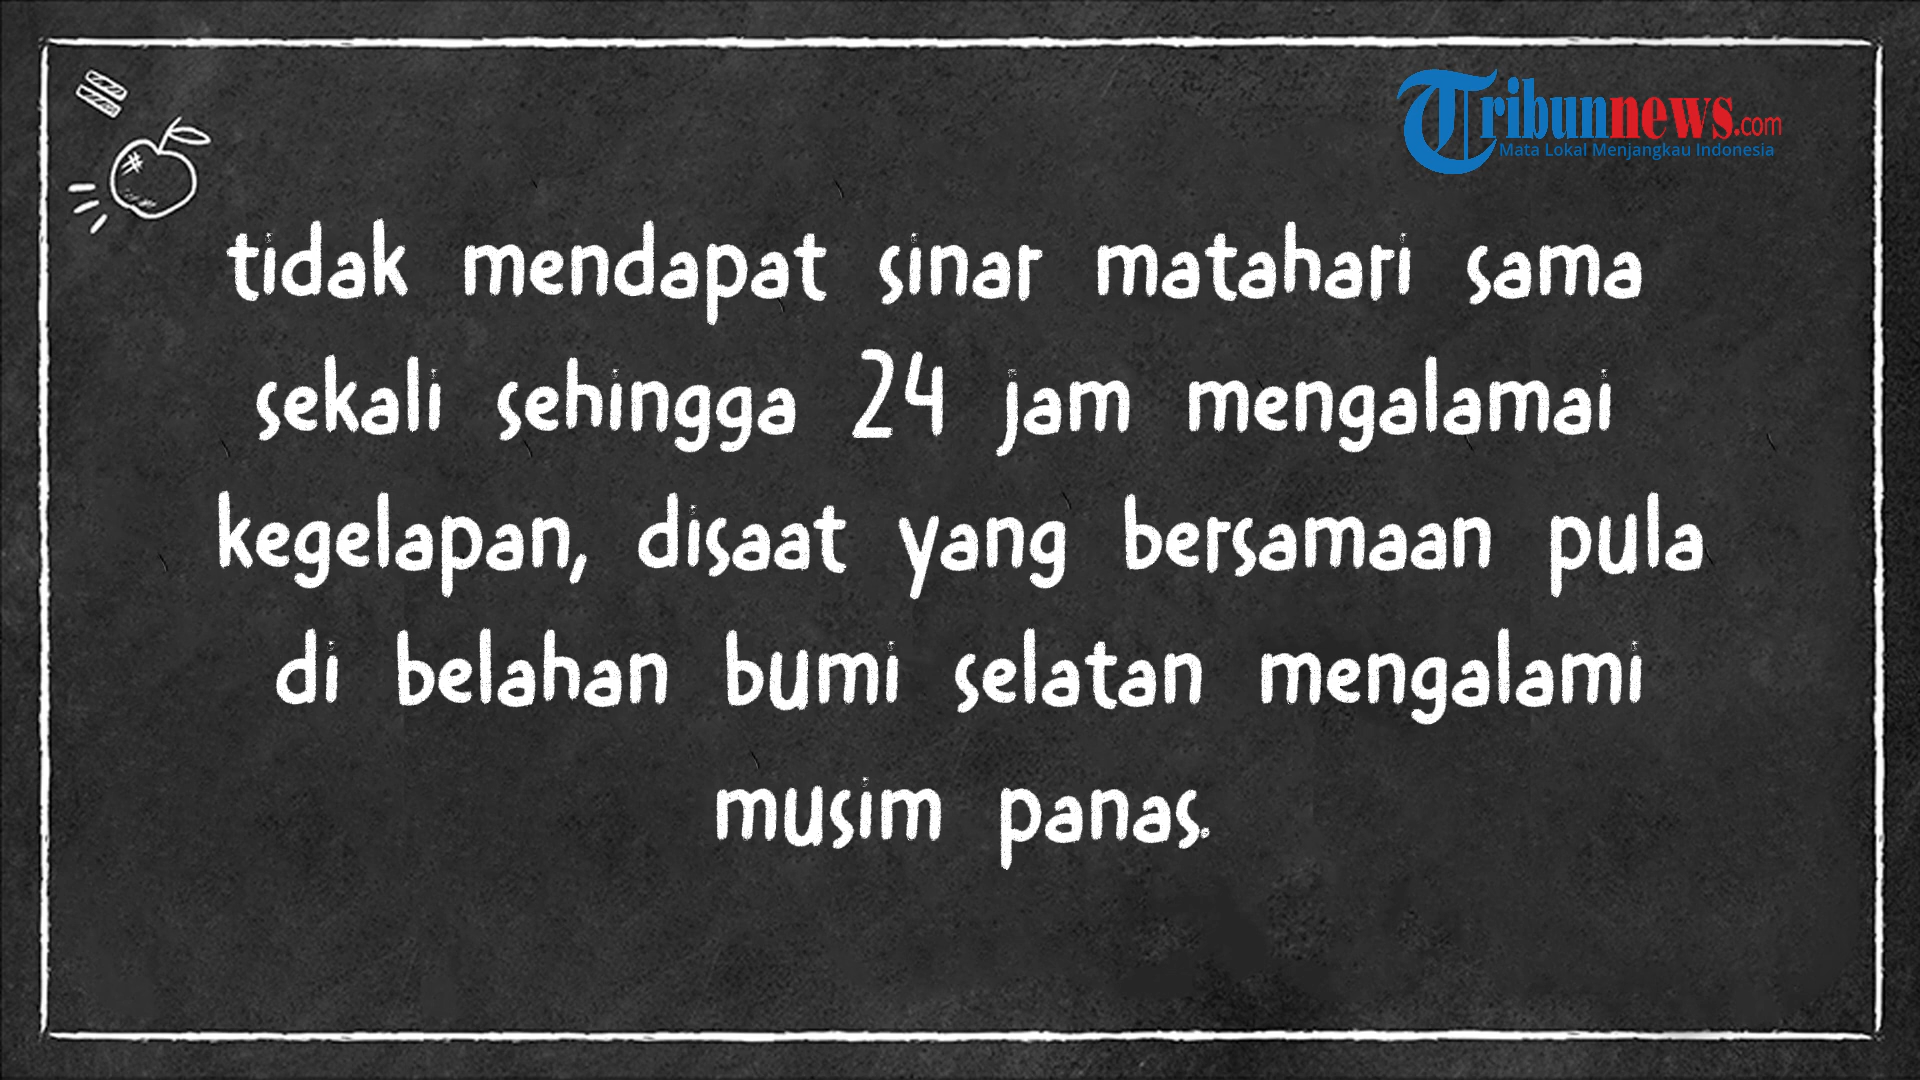 Tribunnews.com
Mata Lokal Menjangkau Indonesia
tidak mendapat sinar matahari sama
sekali sehingga 24 jam mengalamai
kegelapan, disaat yang bersamaan pula
di belahan bumi selatan mengalami
musim panas.